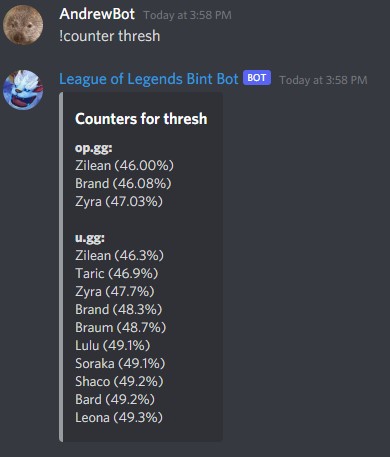 AndrewBot Today at 3:58 PM
!counter thresh
League of Legends Bint Bot BOT Today at 3:58 PM
Counters for thresh
op.gg:
Zilean (46.00%)
Brand (46.08%)
Zyra (47.03%)
u.gg:
Zilean (46.3%)
Taric (46.9%)
Zyra (47.7%)
Brand (48.3%)
Braum (48.7%)
Lulu (49.1%)
Soraka (49.1%)
Shaco (49.2%)
Bard (49.2%)
Leona (49.3%)